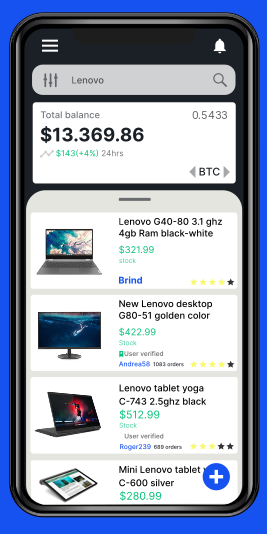 Lenovo
Total balance 0.5433
$13.369.86
$143(+4%) 24hrs
BTC
Lenovo G40-80 3.1 ghz
4gb Ram black-white
$321.99
stock
Brind
New Lenovo desktop
G80-51 golden color
$422.99
Stock
User verified
Andrea58 1083 orders
Lenovo tablet yoga
C-743 2.5ghz black
$512.99
Stock
User verified
Roger239 689 orders
Mini Lenovo tablet
C-600 silver
$280.99